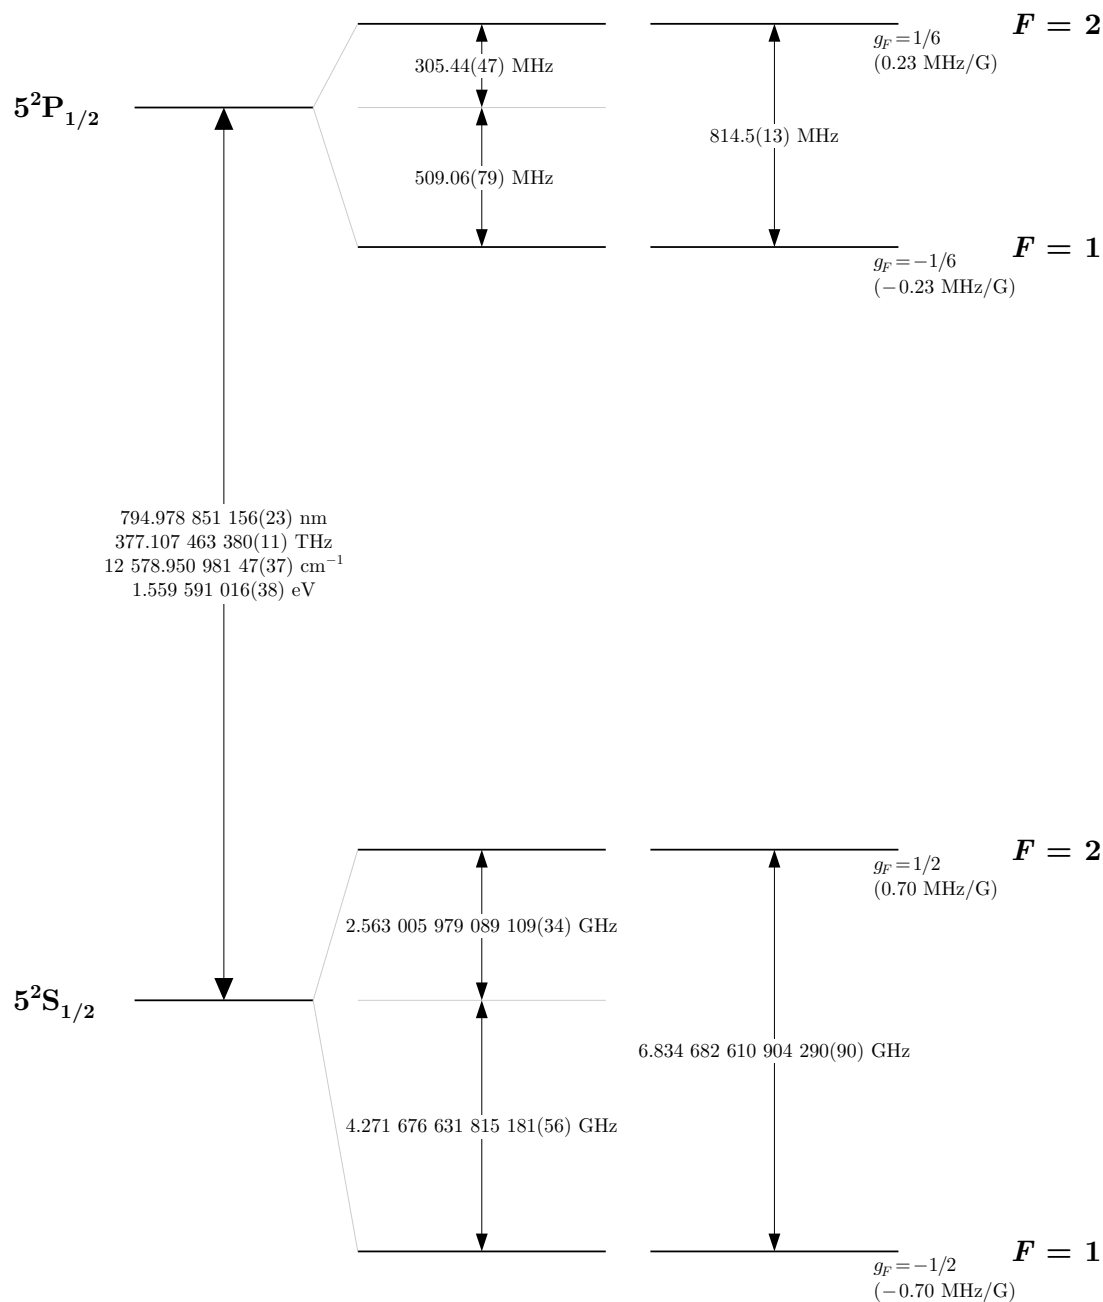 F = 2
g_F = 1/6
(0.23 MHz/G)
305.44(47) MHz
5²P₁/₂
814.5(13) MHz
509.06(79) MHz
F = 1
g_F = −1/6
(−0.23 MHz/G)
794.978 851 156(23) nm
377.107 463 380(11) THz
12 578.950 981 47(37) cm⁻¹
1.559 591 016(38) eV
F = 2
g_F = 1/2
(0.70 MHz/G)
2.563 005 979 089 109(34) GHz
5²S₁/₂
6.834 682 610 904 290(90) GHz
4.271 676 631 815 181(56) GHz
F = 1
g_F = −1/2
(−0.70 MHz/G)